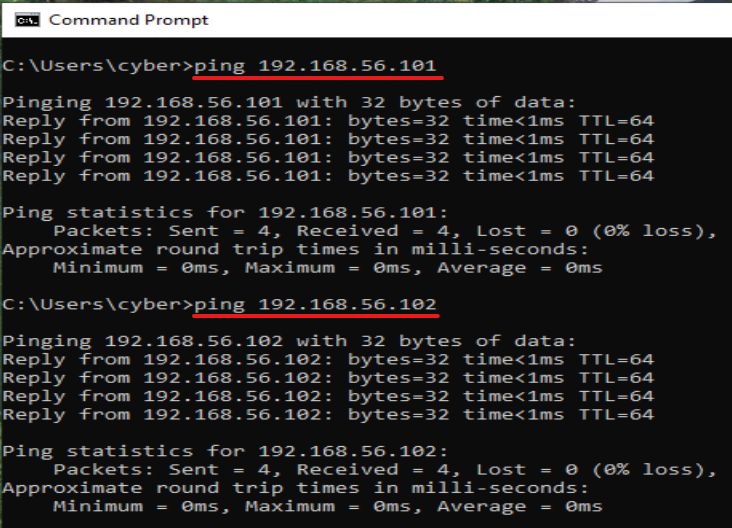 C:\. Command Prompt
C:\Users\cyber>ping 192.168.56.101
Pinging 192.168.56.101 with 32 bytes of data:
Reply from 192.168.56.101: bytes=32 time<1ms TTL=64
Reply from 192.168.56.101: bytes=32 time<1ms TTL=64
Reply from 192.168.56.101: bytes=32 time<1ms TTL=64
Reply from 192.168.56.101: bytes=32 time<1ms TTL=64
Ping statistics for 192.168.56.101:
    Packets: Sent = 4, Received = 4, Lost = 0 (0% loss),
Approximate round trip times in milli-seconds:
    Minimum = 0ms, Maximum = 0ms, Average = 0ms
C:\Users\cyber>ping 192.168.56.102
Pinging 192.168.56.102 with 32 bytes of data:
Reply from 192.168.56.102: bytes=32 time<1ms TTL=64
Reply from 192.168.56.102: bytes=32 time<1ms TTL=64
Reply from 192.168.56.102: bytes=32 time<1ms TTL=64
Reply from 192.168.56.102: bytes=32 time<1ms TTL=64
Ping statistics for 192.168.56.102:
    Packets: Sent = 4, Received = 4, Lost = 0 (0% loss),
Approximate round trip times in milli-seconds:
    Minimum = 0ms, Maximum = 0ms, Average = 0ms